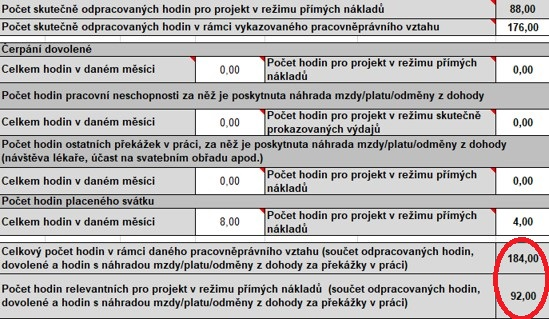 Počet skutečně odpracovaných hodin pro projekt v režimu přímých nákladů 88,00
Počet skutečně odpracovaných hodin v rámci vykazovaného pracovněprávního vztahu 176,00
Čerpání dovolené
Celkem hodin v daném měsíci 0,00 Počet hodin pro projekt v režimu přímých
nákladů 0,00
Počet hodin pracovní neschopnosti za něž je poskytnuta náhrada mzdy/platu/odměny z dohody
Celkem hodin v daném měsíci 0,00 Počet hodin pro projekt v režimu skutečně
prokazovaných výdajů 0,00
Počet hodin ostatních překážek v práci, za něž je poskytnuta náhrada mzdy/platu/odměny z dohody
(návštěva lékaře, účast na svatebním obřadu apod.)
Celkem hodin v daném měsíci 0,00 Počet hodin pro projekt v režimu přímých
nákladů 0,00
Počet hodin placeného svátku
Celkem hodin v daném měsíci 8,00 Počet hodin pro projekt v režimu přímých
nákladů 4,00
Celkový počet hodin v rámci daného pracovněprávního vztahu (součet odpracovaných hodin,
dovolené a hodin s náhradou mzdy/platu/odměny z dohody za překážky v práci) 184,00
Počet hodin relevantních pro projekt v režimu přímých nákladů (součet odpracovaných hodin,
dovolené a hodin s náhradou mzdy/platu/odměny z dohody za překážky v práci) 92,00